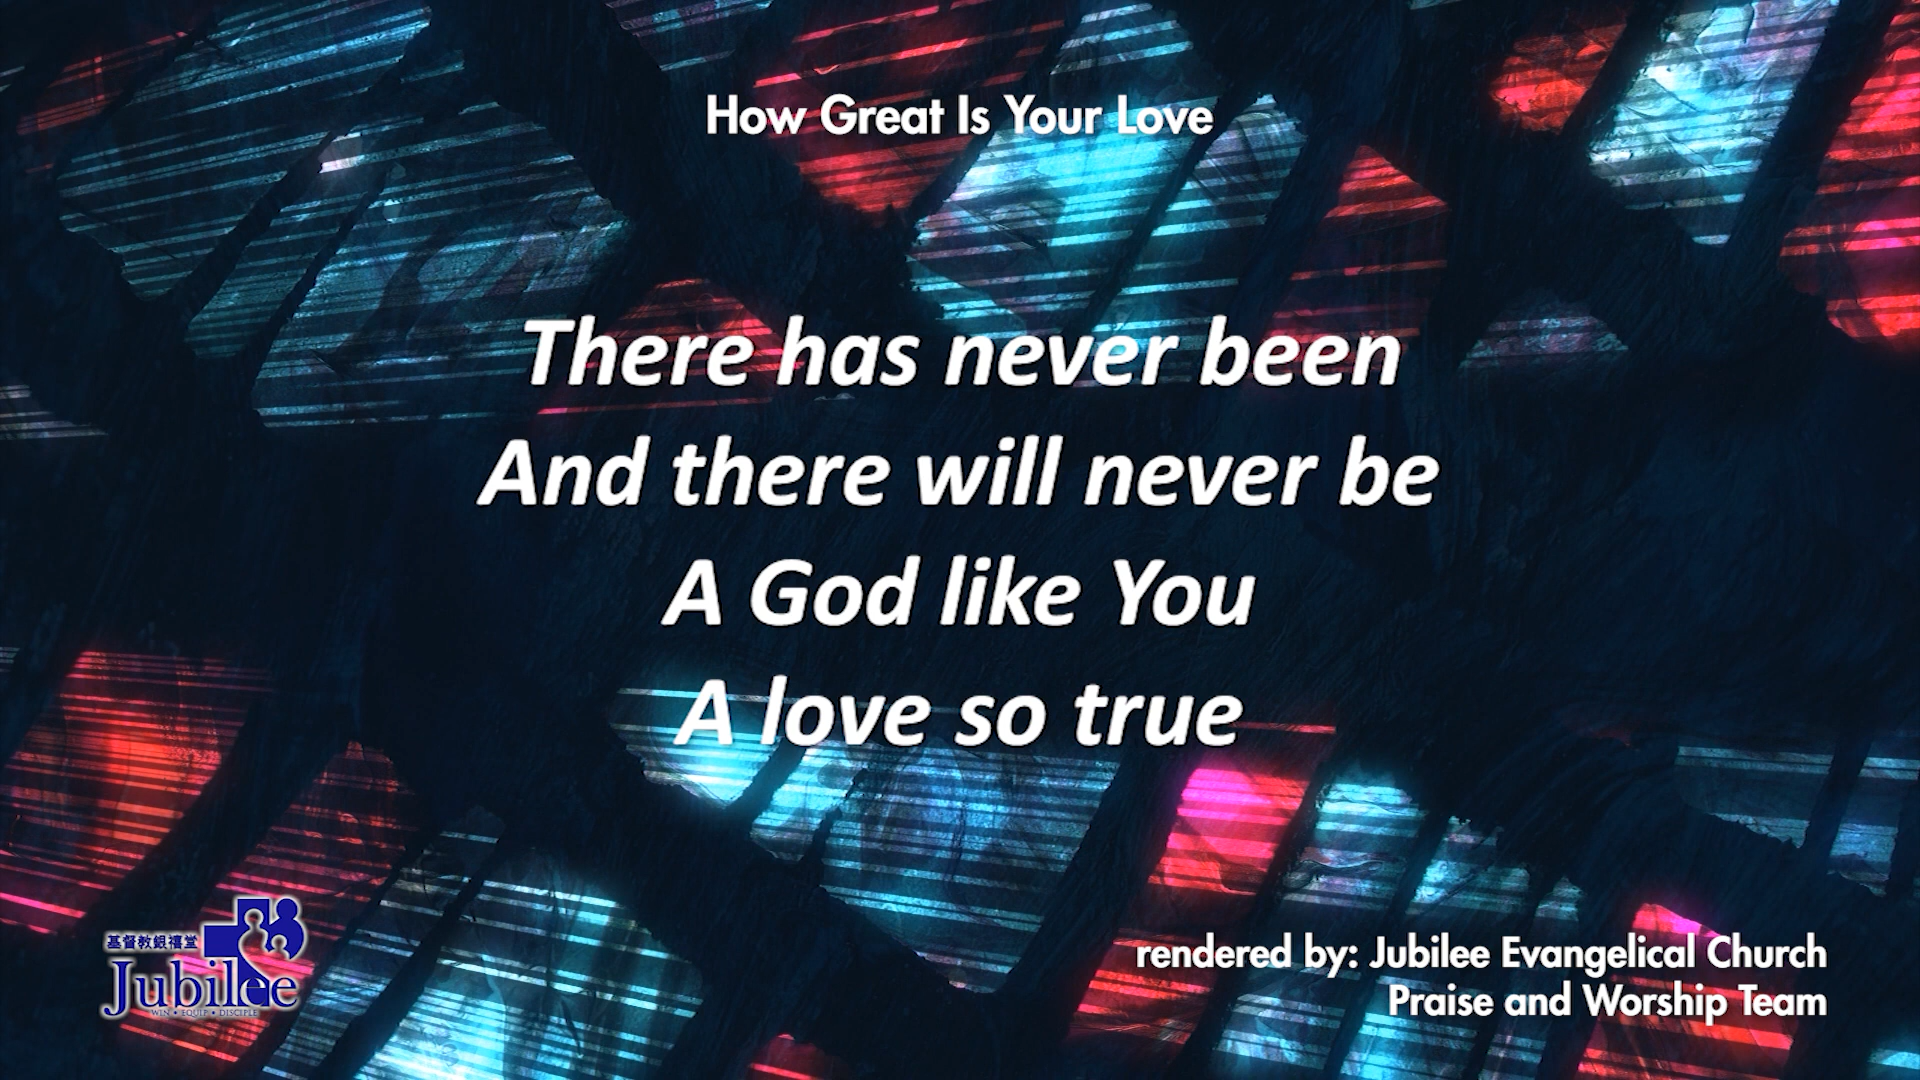 How Great Is Your Love
There has never been
And there will never be
A God like You
A love so true
基督教銀禧堂
Jubilee
WIN • EQUIP • DISCIPLE
rendered by: Jubilee Evangelical Church
Praise and Worship Team